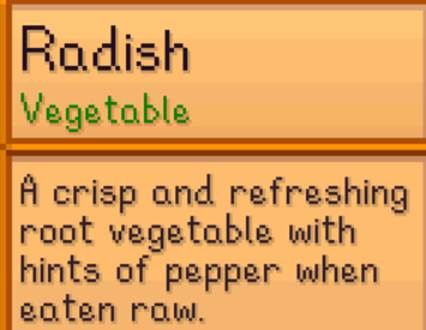 Radish
Vegetable
A crisp and refreshing
root vegetable with
hints of pepper when
eaten raw.